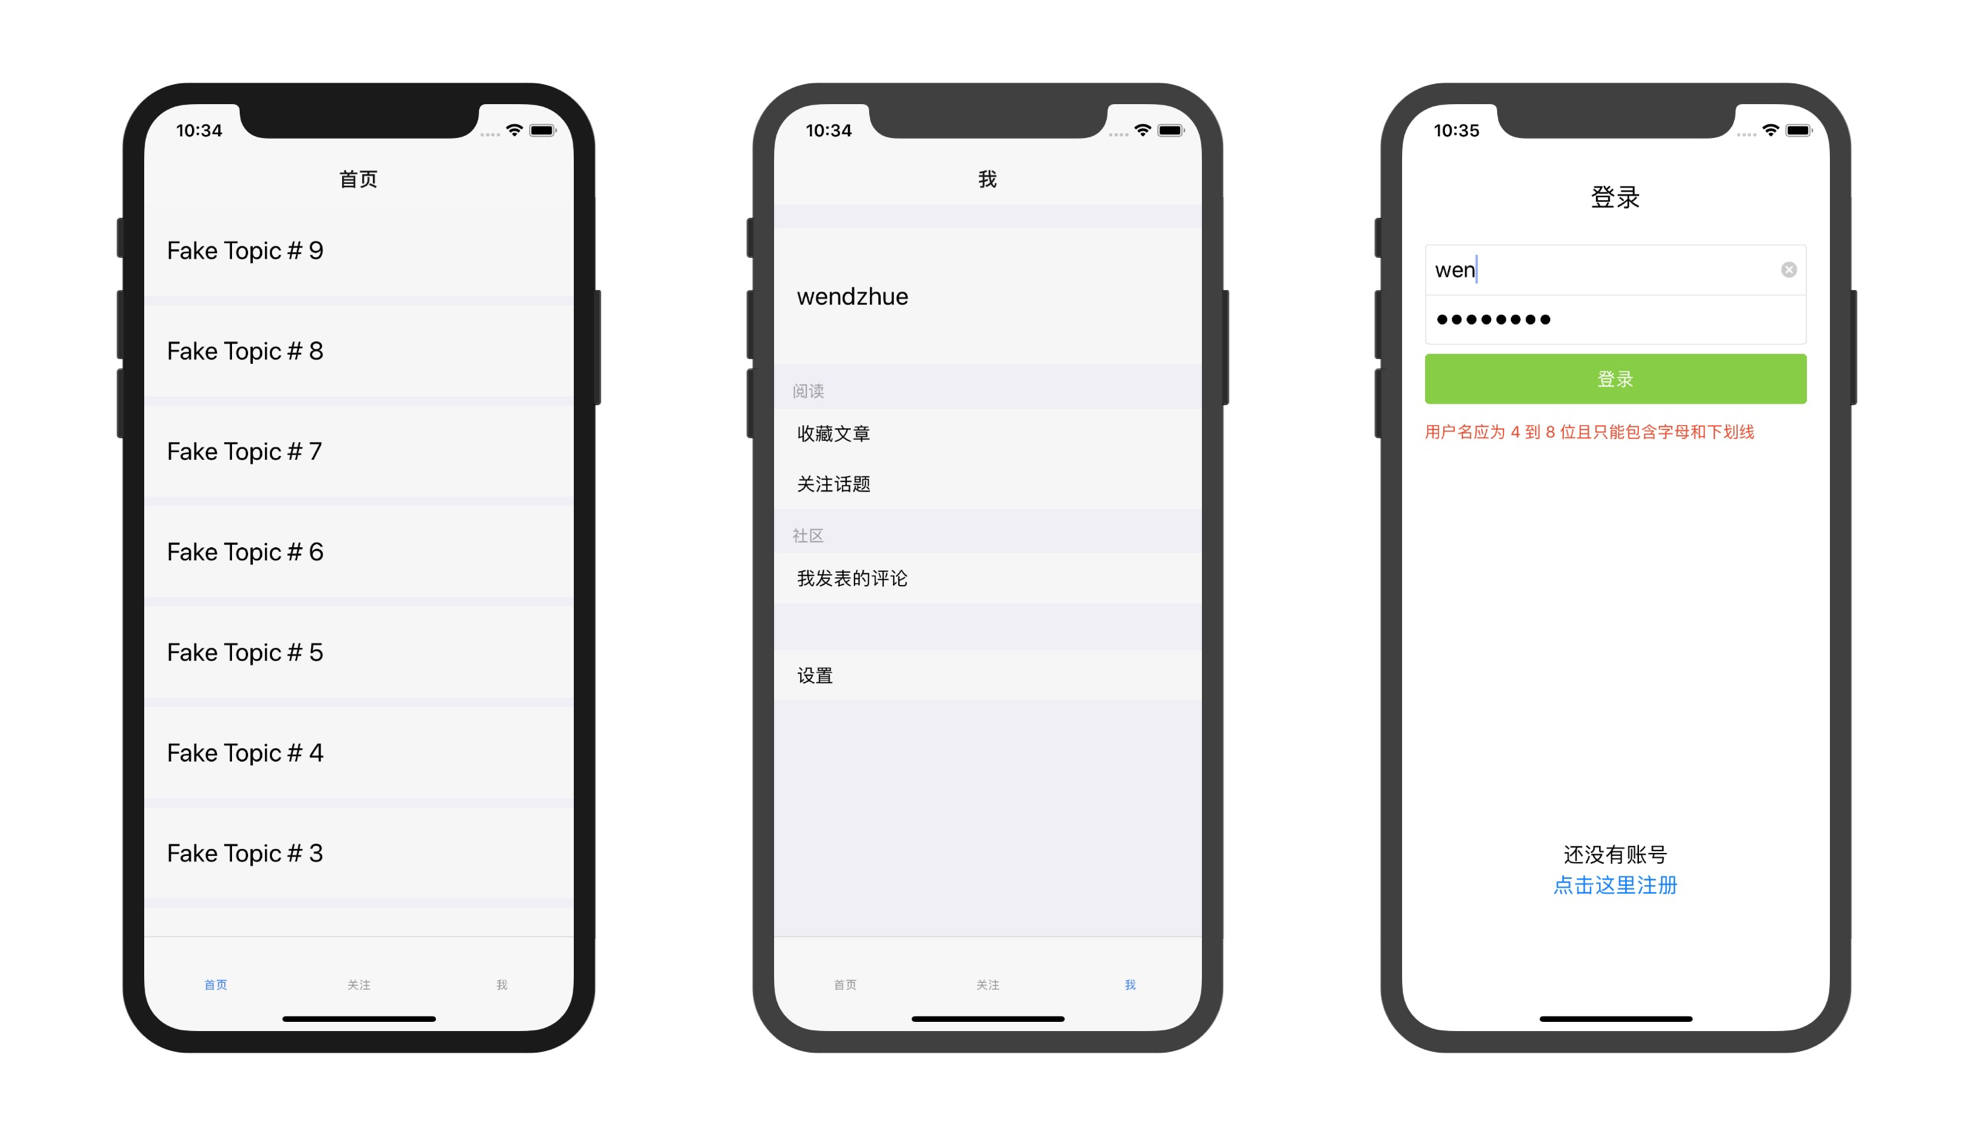 10:34
首页
Fake Topic # 9
Fake Topic # 8
Fake Topic # 7
Fake Topic # 6
Fake Topic # 5
Fake Topic # 4
Fake Topic # 3
首页 关注 我
10:34
我
wendzhue
阅读
收藏文章
关注话题
社区
我发表的评论
设置
首页 关注 我
10:35
登录
wen
登录
用户名应为 4 到 8 位且只能包含字母和下划线
还没有账号
点击这里注册